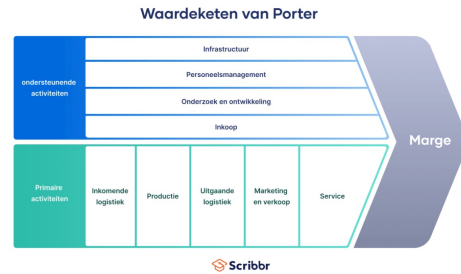 Waardeketen van Porter
ondersteunende
activiteiten
Infrastructuur
Personeelsmanagement
Onderzoek en ontwikkeling
Inkoop
Marge
Primaire
activiteiten
Inkomende
logistiek
Productie
Uitgaande
logistiek
Marketing
en verkoop
Service
Scribbr